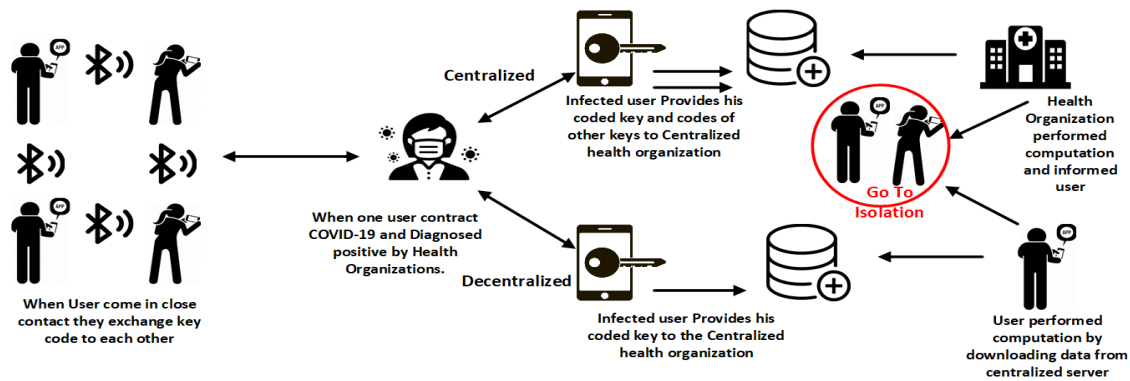 APP
APP
When User come in close
contact they exchange key
code to each other
When one user contract
COVID-19 and Diagnosed
positive by Health
Organizations.
Centralized
Infected user Provides his
coded key and codes of
other keys to Centralized
health organization
Decentralized
Infected user Provides his
coded key to the Centralized
health organization
APP
Go To
Isolation
Health
Organization
performed
computation
and informed
user
APP
User performed
computation by
downloading data from
centralized server